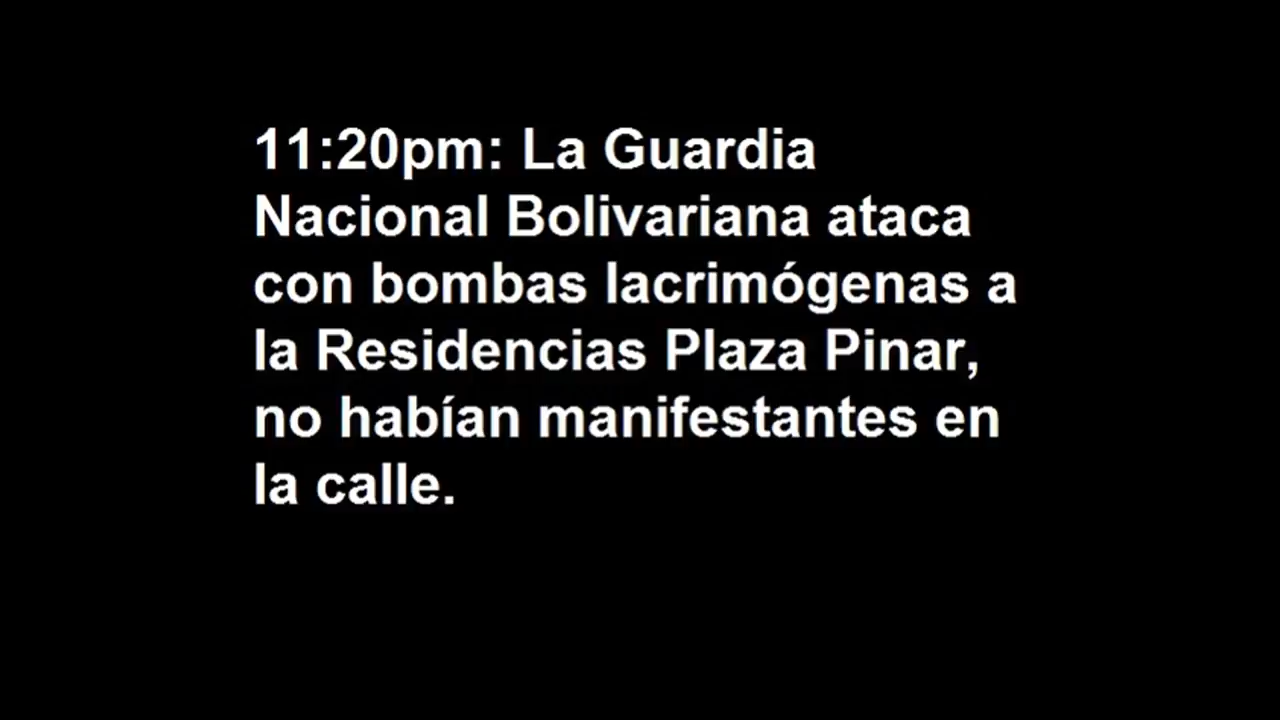 11:20pm: La Guardia
Nacional Bolivariana ataca
con bombas lacrimógenas a
la Residencias Plaza Pinar,
no habían manifestantes en
la calle.